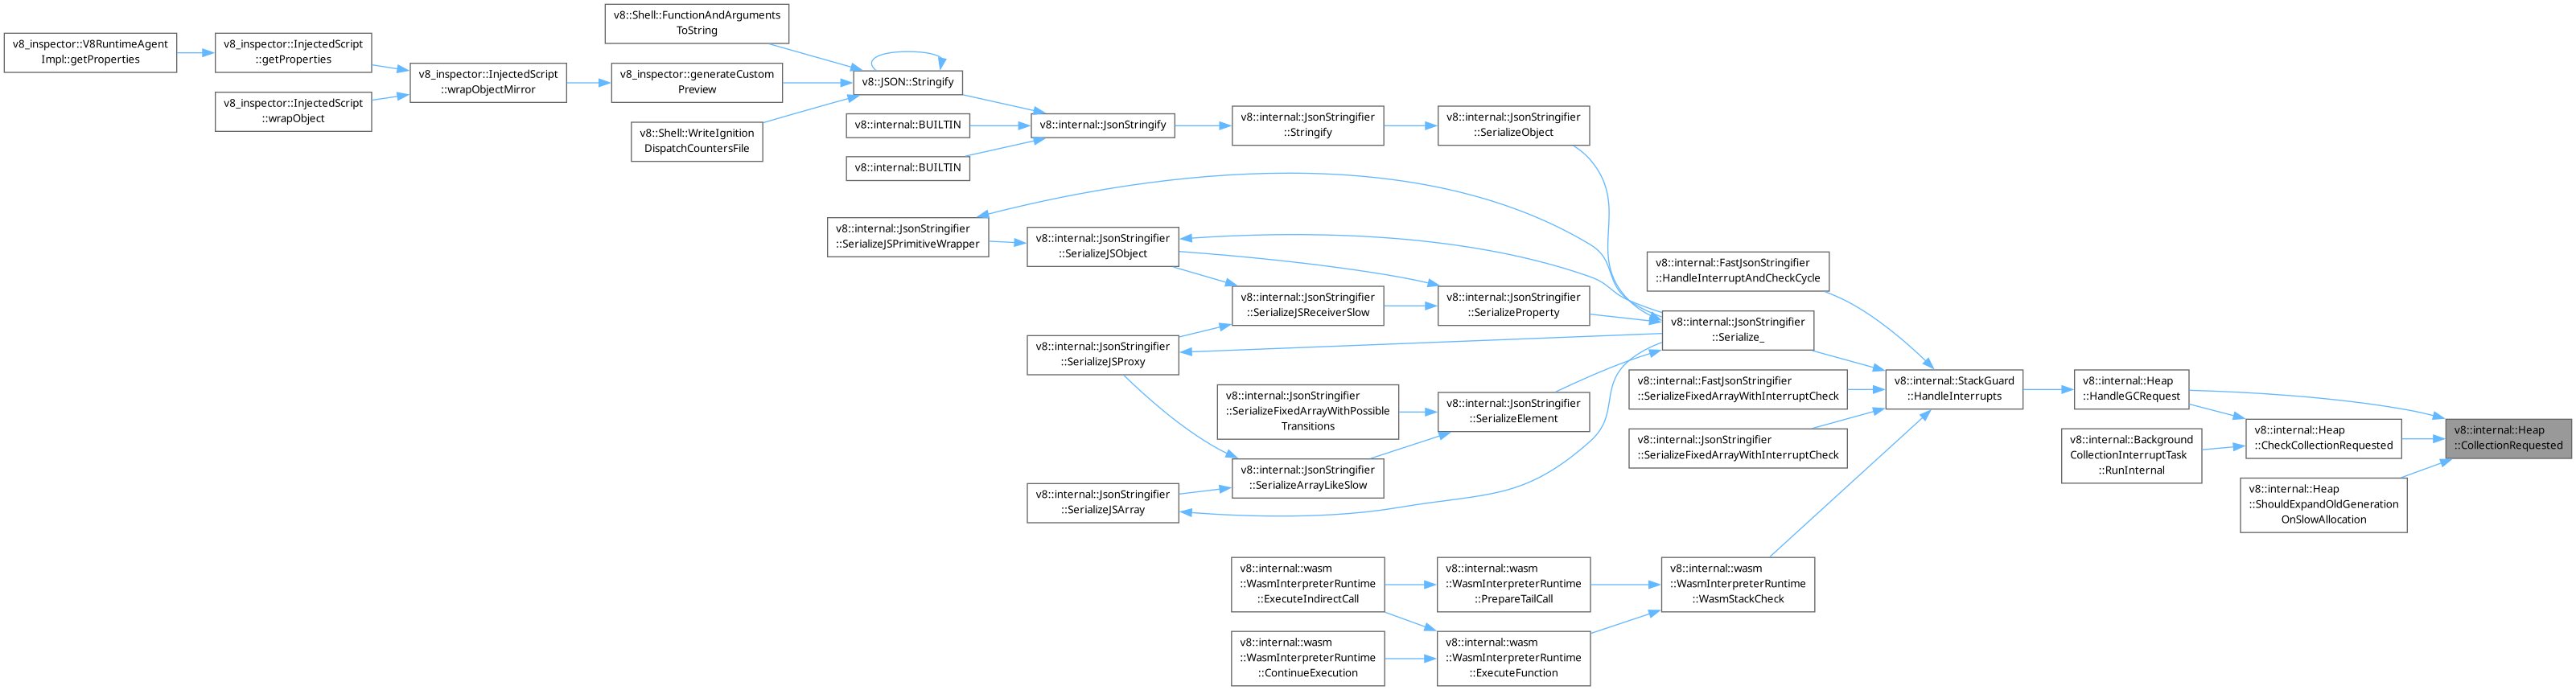 v8::Shell::FunctionAndArguments
ToString
v8_inspector::V8RuntimeAgent
Impl::getProperties
v8_inspector::InjectedScript
::getProperties
v8_inspector::InjectedScript
::wrapObject
v8_inspector::InjectedScript
::wrapObjectMirror
v8_inspector::generateCustom
Preview
v8::Shell::WriteIgnition
DispatchCountersFile
v8::JSON::Stringify
v8::internal::BUILTIN
v8::internal::BUILTIN
v8::internal::JsonStringify
v8::internal::JsonStringifier
::Stringify
v8::internal::JsonStringifier
::SerializeObject
v8::internal::JsonStringifier
::SerializeJSPrimitiveWrapper
v8::internal::JsonStringifier
::SerializeJSObject
v8::internal::JsonStringifier
::SerializeJSReceiverSlow
v8::internal::JsonStringifier
::SerializeProperty
v8::internal::JsonStringifier
::SerializeJSProxy
v8::internal::JsonStringifier
::SerializeFixedArrayWithPossible
Transitions
v8::internal::JsonStringifier
::SerializeElement
v8::internal::JsonStringifier
::SerializeArrayLikeSlow
v8::internal::JsonStringifier
::SerializeJSArray
v8::internal::FastJsonStringifier
::HandleInterruptAndCheckCycle
v8::internal::JsonStringifier
::Serialize_
v8::internal::FastJsonStringifier
::SerializeFixedArrayWithInterruptCheck
v8::internal::JsonStringifier
::SerializeFixedArrayWithInterruptCheck
v8::internal::StackGuard
::HandleInterrupts
v8::internal::Heap
::HandleGCRequest
v8::internal::Background
CollectionInterruptTask
::RunInternal
v8::internal::Heap
::CheckCollectionRequested
v8::internal::Heap
::ShouldExpandOldGeneration
OnSlowAllocation
v8::internal::Heap
::CollectionRequested
v8::internal::wasm
::WasmInterpreterRuntime
::ExecuteIndirectCall
v8::internal::wasm
::WasmInterpreterRuntime
::PrepareTailCall
v8::internal::wasm
::WasmInterpreterRuntime
::WasmStackCheck
v8::internal::wasm
::WasmInterpreterRuntime
::ContinueExecution
v8::internal::wasm
::WasmInterpreterRuntime
::ExecuteFunction